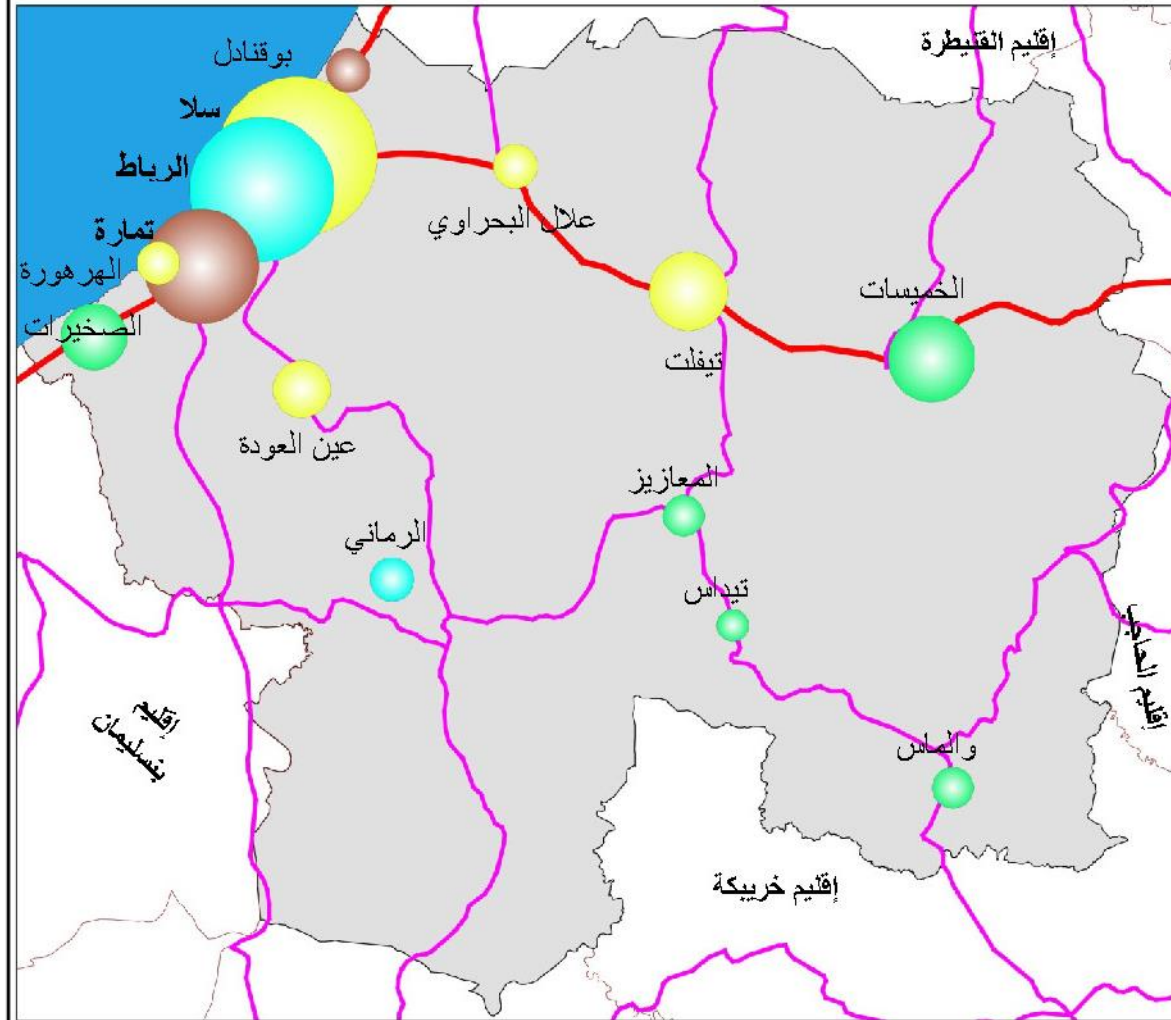 إقليم القنيطرة
بوقنادل
سلا
الرباط
علال البحراوي
تمارة
الهرهورة
الخميسات
الصخيرات
تيفلت
عين العودة
المعازيز
الرماني
تيداس
إقليم الحاجب
إقليم
بنسليمان
والماس
إقليم خريبكة